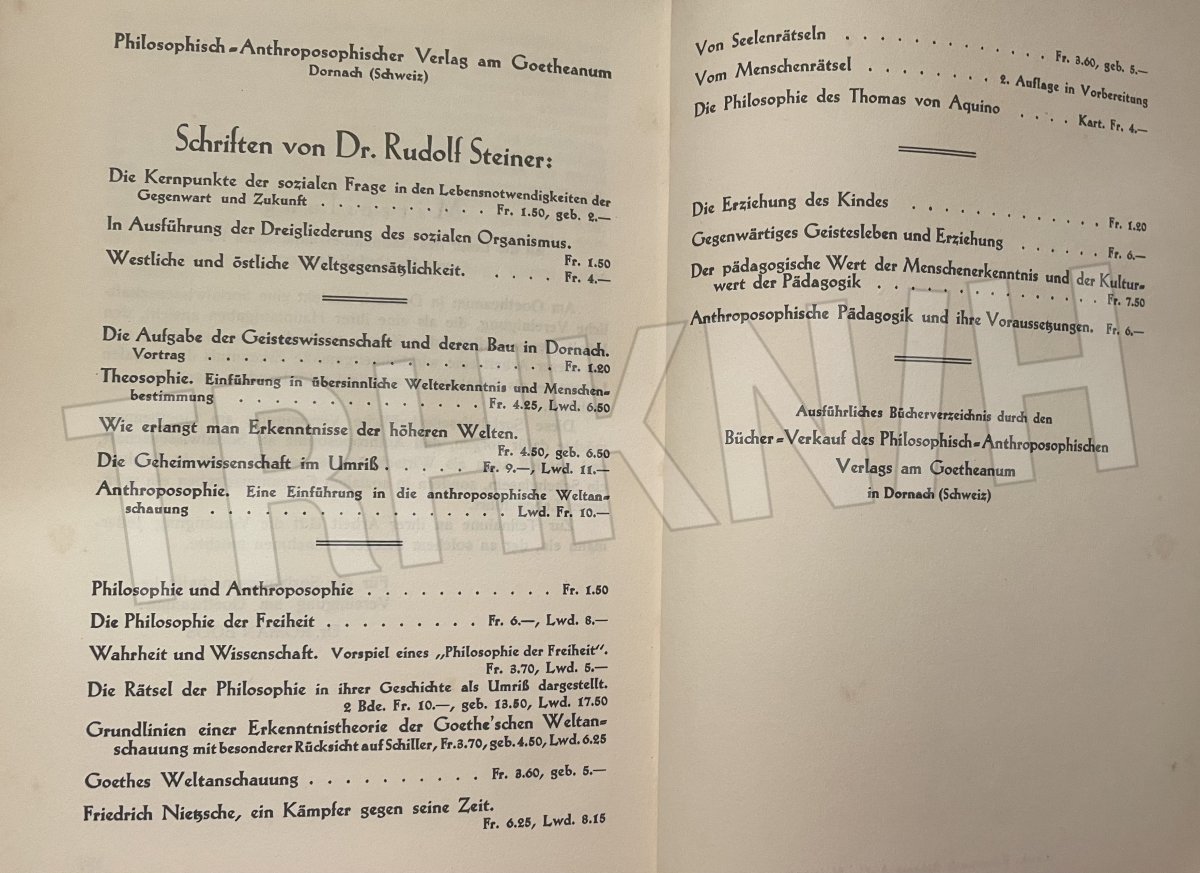 Philosophisch-Anthroposophischer Verlag am Goetheanum
Dornach (Schweiz)
Schriften von Dr. Rudolf Steiner:
Die Kernpunkte der sozialen Frage in den Lebensnotwendigkeiten der
Gegenwart und Zukunft . . . . . . . . . . Fr. 1.50, geb. 2.—
In Ausführung der Dreigliederung des sozialen Organismus.
Fr. 1.50
Westliche und östliche Weltgegensätzlichkeit. . . . . Fr. 4.—
Die Aufgabe der Geisteswissenschaft und deren Bau in Dornach.
Vortrag . . . . . . . . . . . . . . . . . . Fr. 1.20
Theosophie. Einführung in übersinnliche Welterkenntnis und Menschen-
bestimmung . . . . . . . . . . . . . . Fr. 4.25, Lwd. 6.50
Wie erlangt man Erkenntnisse der höheren Welten.
Fr. 4.50, geb. 6.50
Die Geheimwissenschaft im Umriß . . . . . Fr. 9.—, Lwd. 11.—
Anthroposophie. Eine Einführung in die anthroposophische Weltan-
schauung . . . . . . . . . . . . . . . . Lwd. Fr. 10.—
Philosophie und Anthroposophie . . . . . . . . . . . Fr. 1.50
Die Philosophie der Freiheit . . . . . . . . . Fr. 6.—, Lwd. 8.—
Wahrheit und Wissenschaft. Vorspiel eines „Philosophie der Freiheit“.
Fr. 3.70, Lwd. 5.—
Die Rätsel der Philosophie in ihrer Geschichte als Umriß dargestellt.
2 Bde. Fr. 10.—, geb. 13.50, Lwd. 17.50
Grundlinien einer Erkenntnistheorie der Goethe'schen Weltan-
schauung mit besonderer Rücksicht auf Schiller, Fr. 3.70, geb. 4.50, Lwd. 6.25
Goethes Weltanschauung . . . . . . . . . . Fr. 3.60, geb. 5.—
Friedrich Nietzsche, ein Kämpfer gegen seine Zeit.
Fr. 6.25, Lwd. 8.15
Von Seelenrätseln . . . . . . . . . . . . Fr. 3.60, geb. 5.—
Vom Menschenrätsel . . . . . . . . 2. Auflage in Vorbereitung
Die Philosophie des Thomas von Aquino . . . . Kart. Fr. 4.—
Die Erziehung des Kindes . . . . . . . . . . . . . Fr. 1.20
Gegenwärtiges Geistesleben und Erziehung . . . . . . Fr. 6.—
Der pädagogische Wert der Menschenerkenntnis und der Kultur-
wert der Pädagogik . . . . . . . . . . . . . Fr. 7.50
Anthroposophische Pädagogik und ihre Voraussetzungen. Fr. 6.—
Ausführliches Bücherverzeichnis durch den
Bücher-Verkauf des Philosophisch-Anthroposophischen
Verlags am Goetheanum
in Dornach (Schweiz)